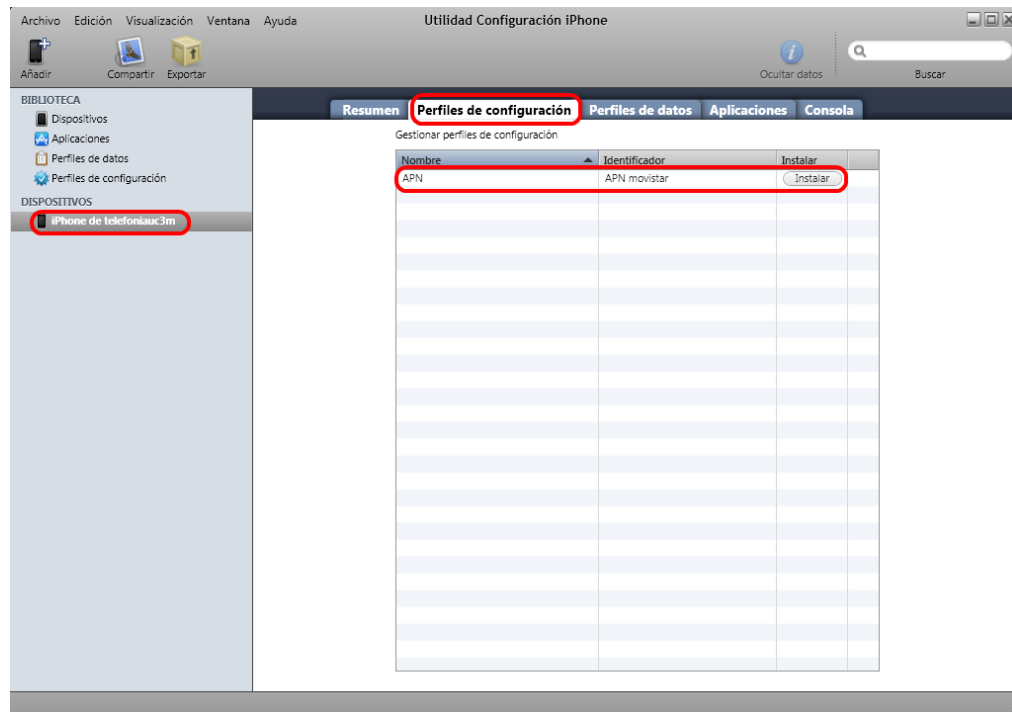 Archivo Edición Visualización Ventana Ayuda Utilidad Configuración iPhone
Añadir Compartir Exportar Ocultar datos Buscar
BIBLIOTECA
Dispositivos
Aplicaciones
Perfiles de datos
Perfiles de configuración
DISPOSITIVOS
iPhone de telefoniauc3m
Resumen Perfiles de configuración Perfiles de datos Aplicaciones Consola
Gestionar perfiles de configuración
Nombre Identificador Instalar
APN APN movistar Instalar